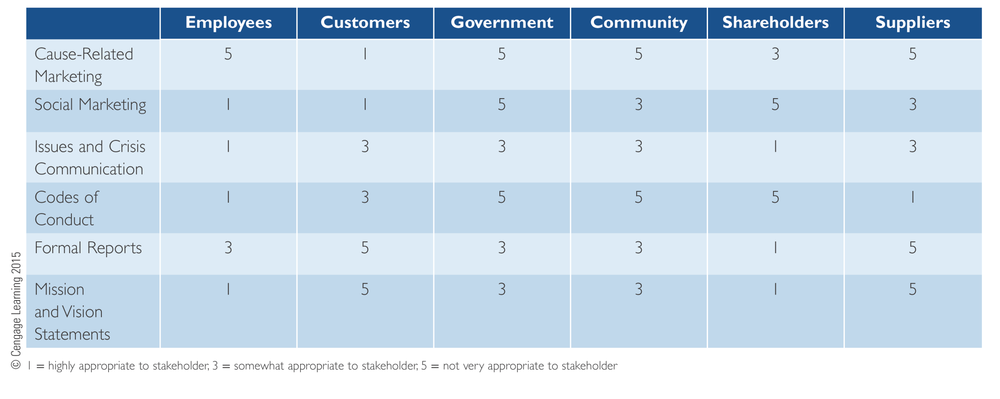 Employees Customers Government Community Shareholders Suppliers
Cause-Related 5 1 5 5 3 5
Marketing
Social Marketing 1 1 5 3 5 3
Issues and Crisis 1 3 3 3 1 3
Communication
Codes of 1 3 5 5 5 1
Conduct
Formal Reports 3 5 3 3 1 5
Mission 1 5 3 3 1 5
and Vision
Statements
© Cengage Learning 2015
1 = highly appropriate to stakeholder, 3 = somewhat appropriate to stakeholder, 5 = not very appropriate to stakeholder